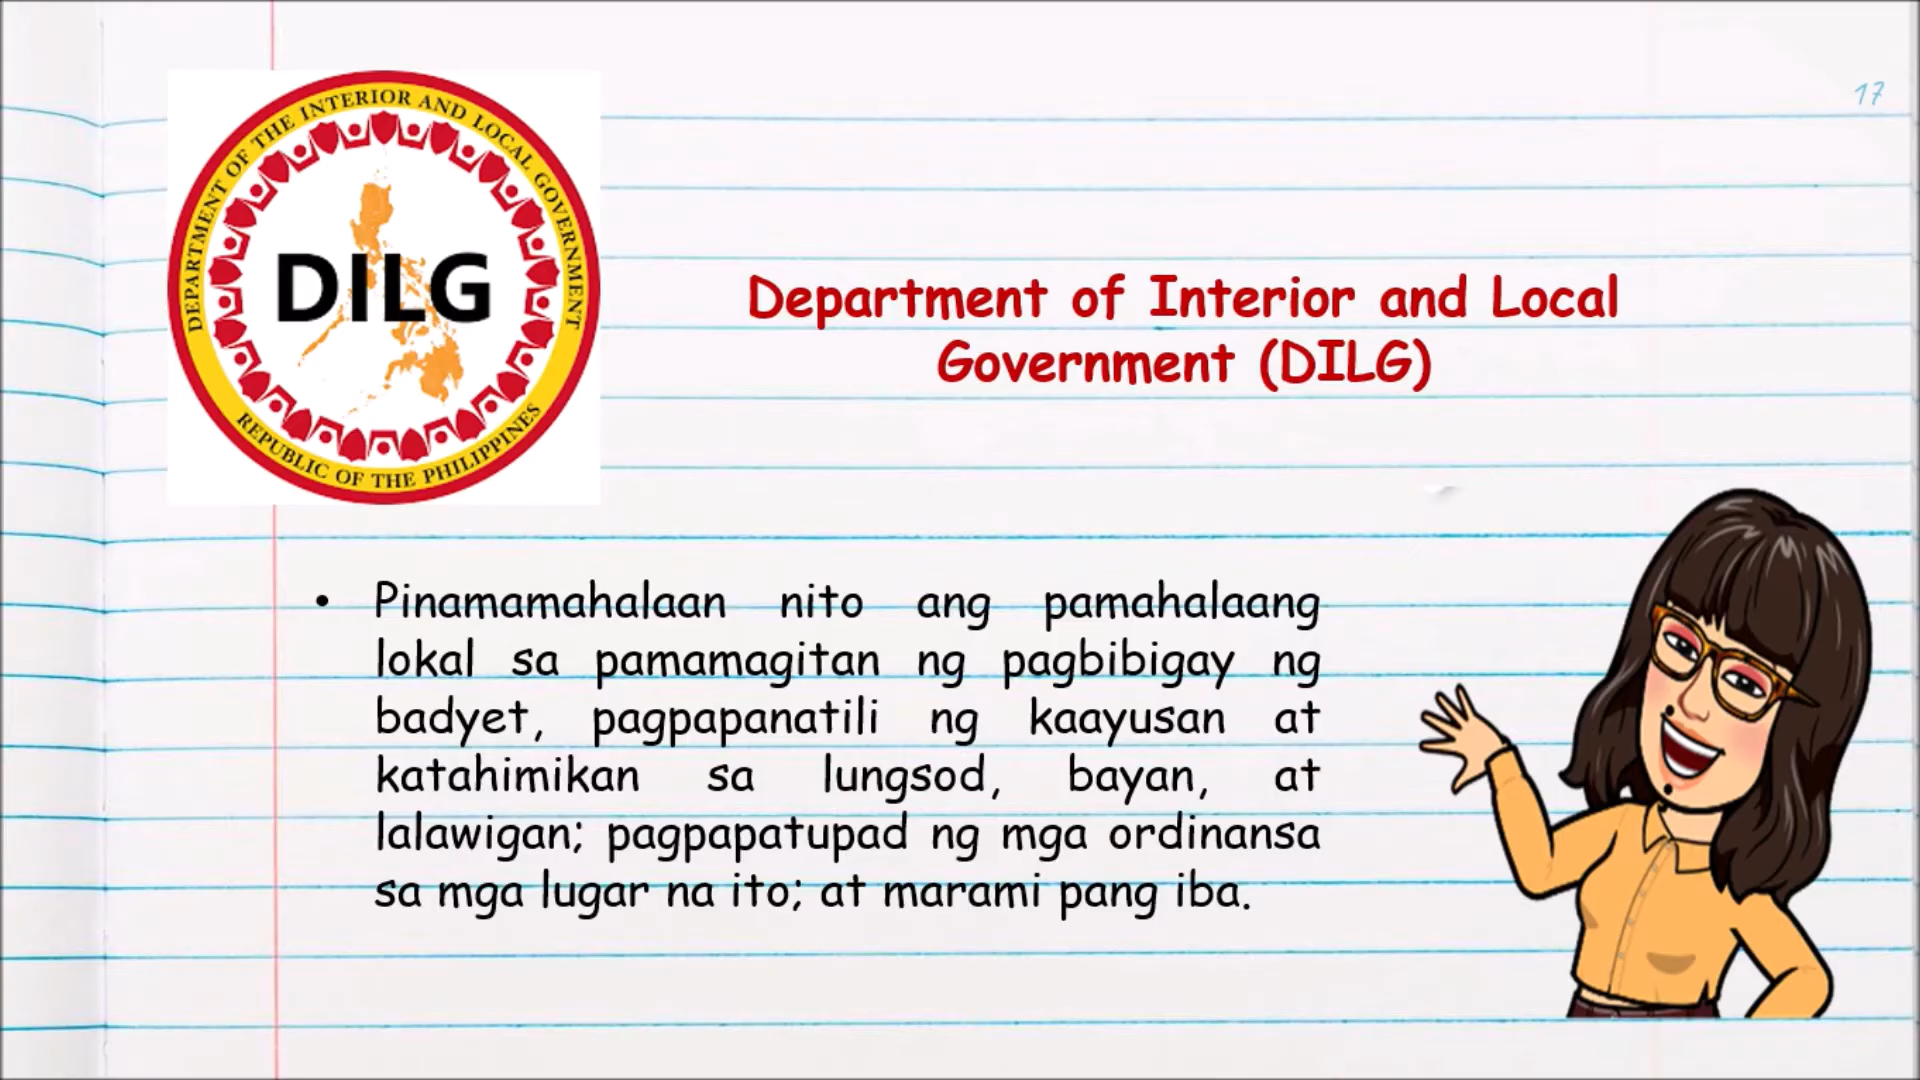 DEPARTMENT OF THE INTERIOR AND LOCAL GOVERNMENT
DILG
REPUBLIC OF THE PHILIPPINES
17
Department of Interior and Local
Government (DILG)
• Pinamamahalaan nito ang pamahalaang
lokal sa pamamagitan ng pagbibigay ng
badyet, pagpapanatili ng kaayusan at
katahimikan sa lungsod, bayan, at
lalawigan; pagpapatupad ng mga ordinansa
sa mga lugar na ito; at marami pang iba.